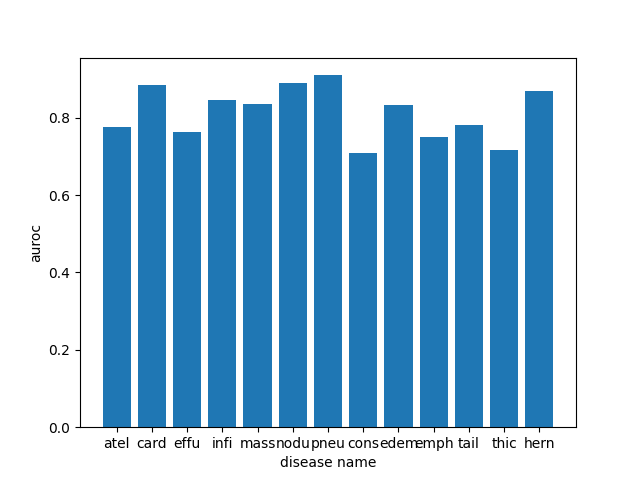 auroc
0.8
0.6
0.4
0.2
0.0
atel card effu infi mass nodu pneu cons edem emph tail thic hern
disease name